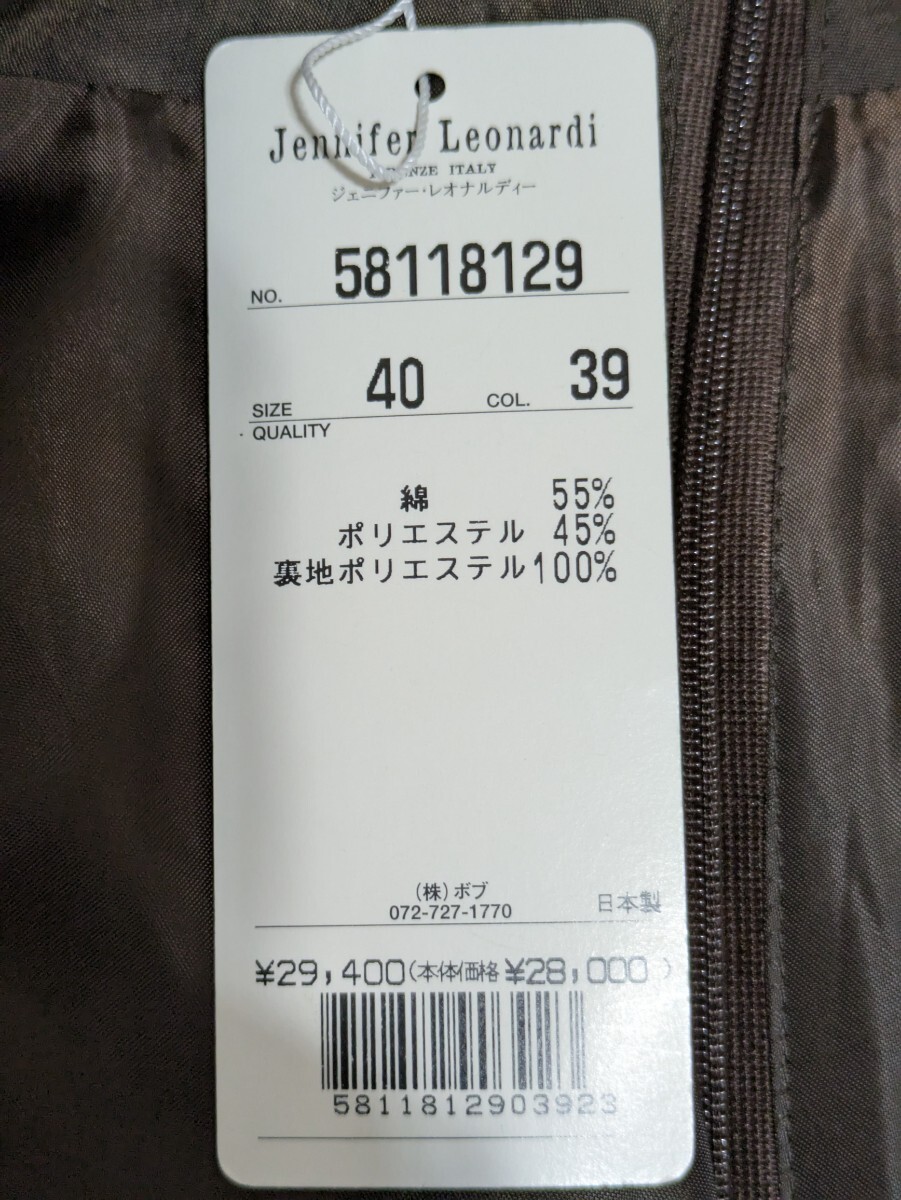 Jennifer Leonardi
FIRENZE ITALY
ジェニファー・レオナルディー
NO. 58118129
SIZE 40 COL. 39
QUALITY
綿 55%
ポリエステル 45%
裏地ポリエステル100%
(株)ボブ
072-727-1770 日本製
¥29,400(本体価格 ¥28,000)
5811812903923